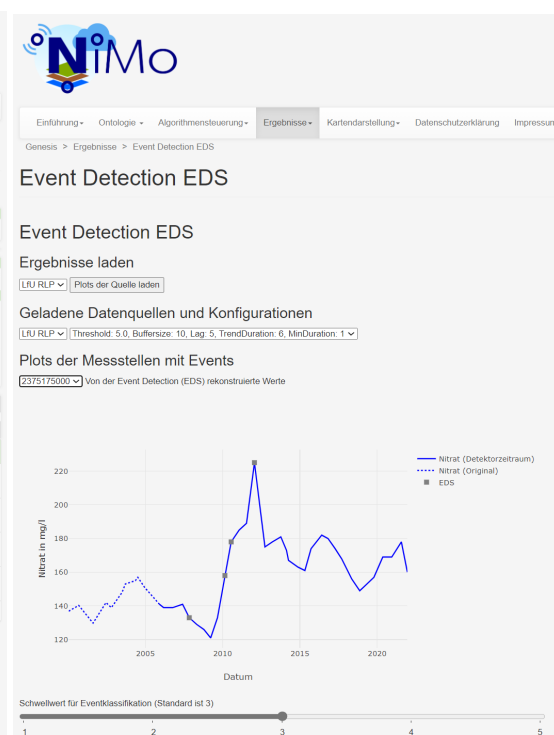 NiMo
Einführung Ontologie Algorithmensteuerung Ergebnisse Kartendarstellung Datenschutzerklärung Impressum
Genesis > Ergebnisse > Event Detection EDS
Event Detection EDS
Event Detection EDS
Ergebnisse laden
LfU RLP Plots der Quelle laden
Geladene Datenquellen und Konfigurationen
LfU RLP Threshold: 5.0, Buffersize: 10, Lag: 5, TrendDuration: 6, MinDuration: 1
Plots der Messstellen mit Events
2375175000 Von der Event Detection (EDS) rekonstruierte Werte
Nitrat (Detektorzeitraum)
Nitrat (Original)
EDS
220
200
180
160
140
120
Nitrat in mg/l
2005 2010 2015 2020
Datum
Schwellwert für Eventklassifikation (Standard ist 3)
1 2 3 4 5